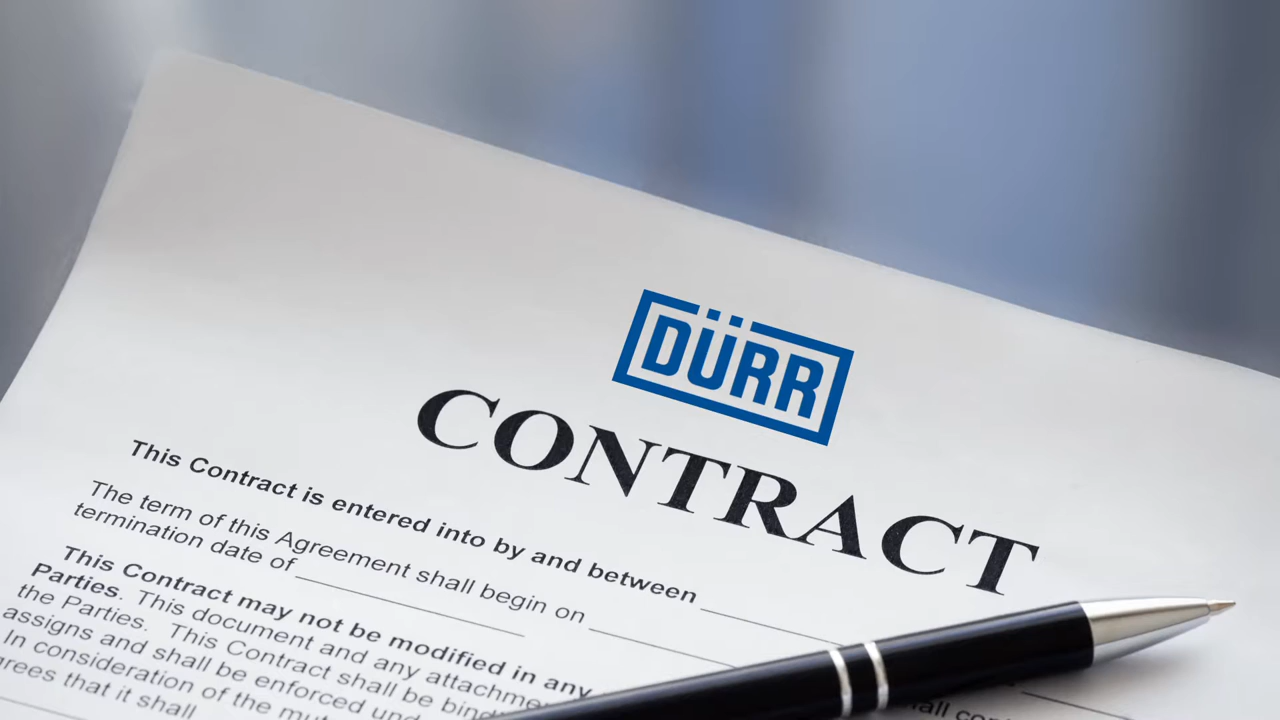 DÜRR
CONTRACT
This Contract is entered into by and between
The term of this Agreement shall begin on
termination date of
This Contract may not be modified in any
Parties. This document and any
the Parties. This Contract shall be
assigns and shall be enforced
In consideration of the
that it shall